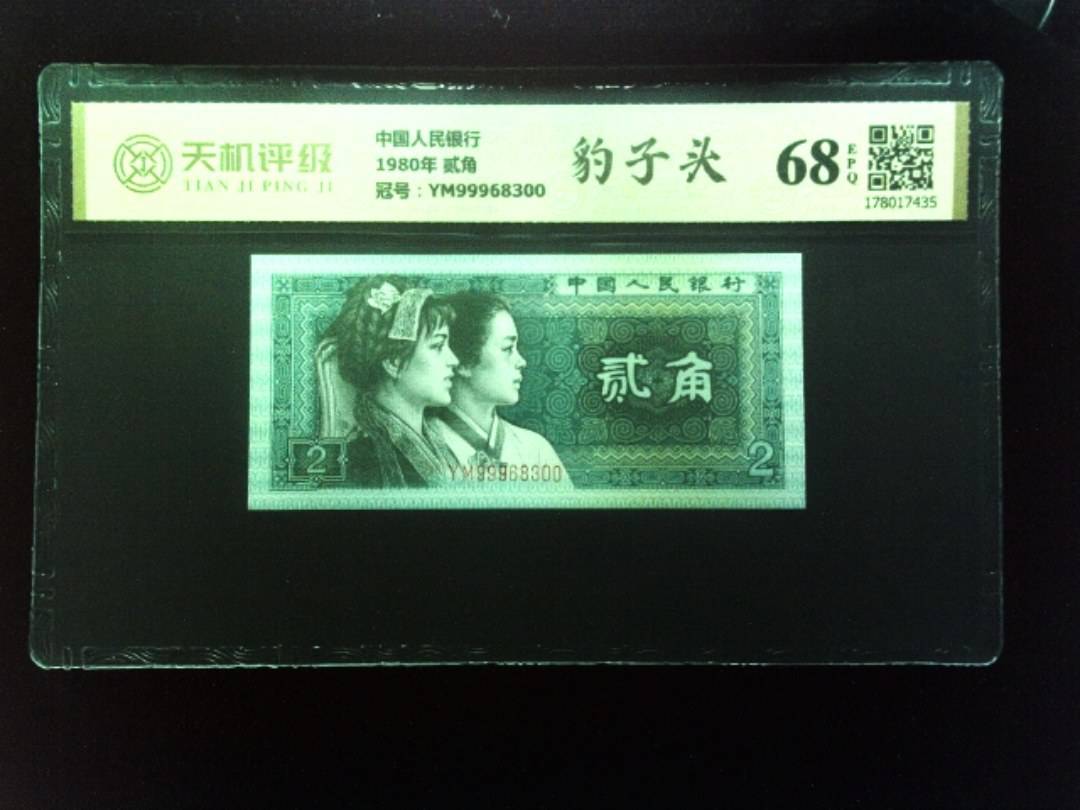 天机评级
TIAN JI PING JI
中国人民银行
1980年 贰角
冠号：YM99968300
豹子头
68
EPQ
178017435
中国人民银行
贰角
2
YM99968300
2